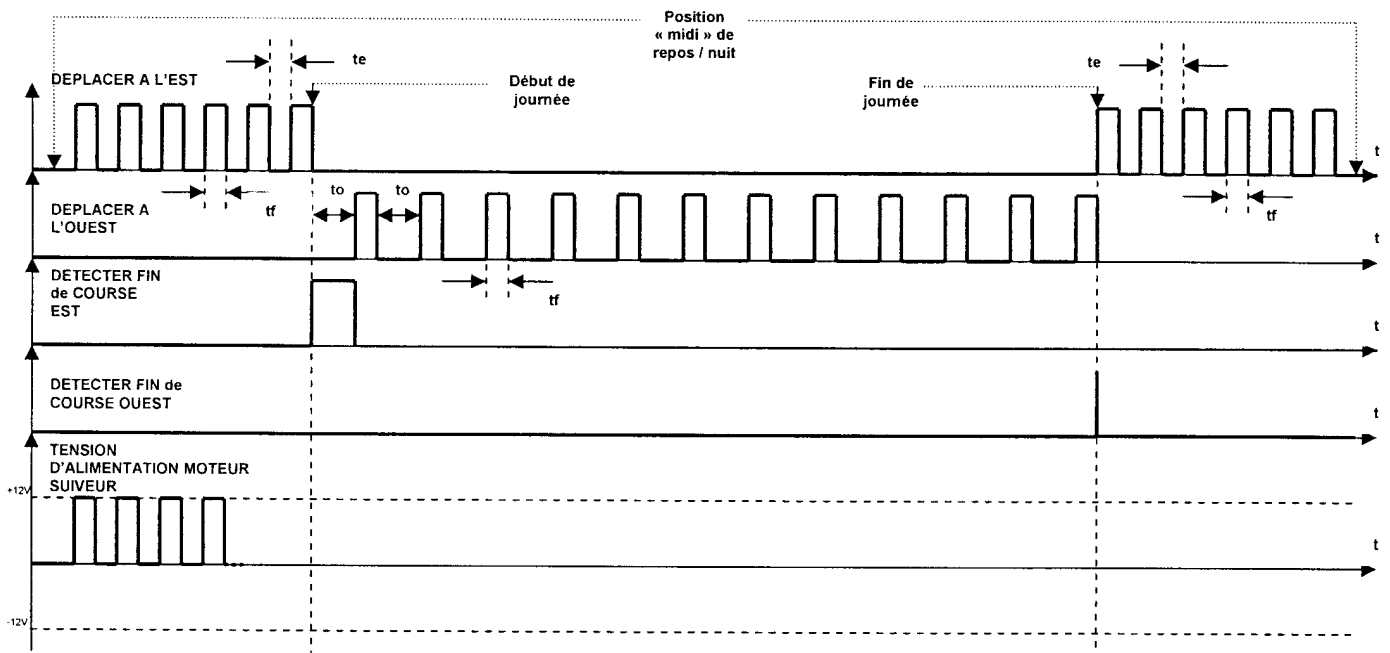 Position
« midi » de
repos / nuit
te
te
DEPLACER A L'EST
Début de
journée
Fin de
journée
t
to
to
tf
tf
DEPLACER A
L'OUEST
t
DETECTER FIN
de COURSE
EST
tf
t
DETECTER FIN de
COURSE OUEST
t
TENSION
D'ALIMENTATION MOTEUR
SUIVEUR
+12V
t
-12V